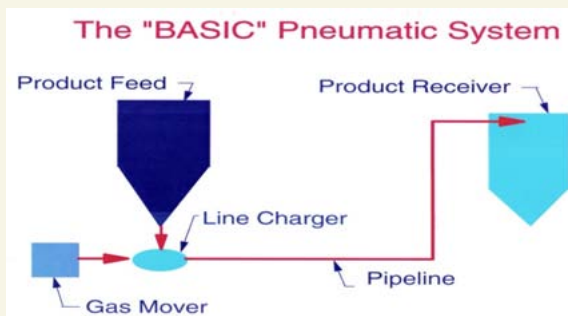 The "BASIC" Pneumatic System
Product Feed
Product Receiver
Line Charger
Pipeline
Gas Mover